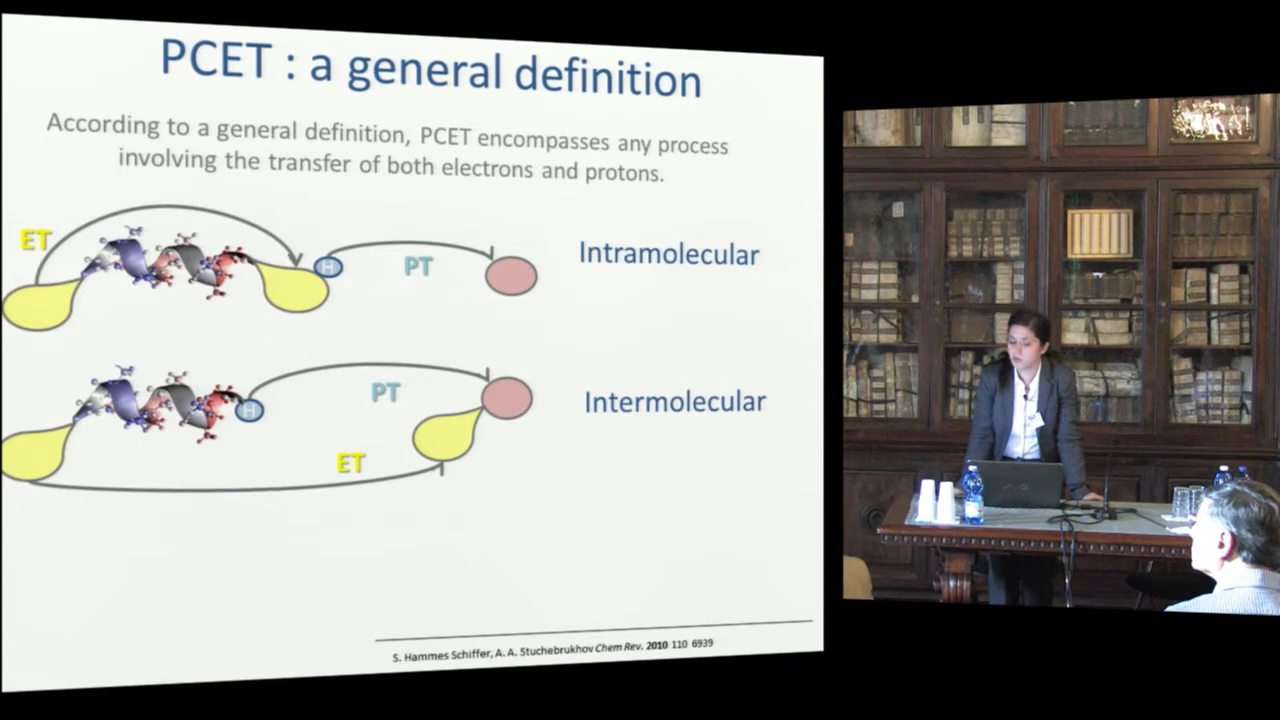 PCET : a general definition
According to a general definition, PCET encompasses any process
involving the transfer of both electrons and protons.
ET
H
PT
Intramolecular
H
PT
ET
Intermolecular
S. Hammes Schiffer, A. A. Stuchebrukhov Chem Rev. 2010 110 6939